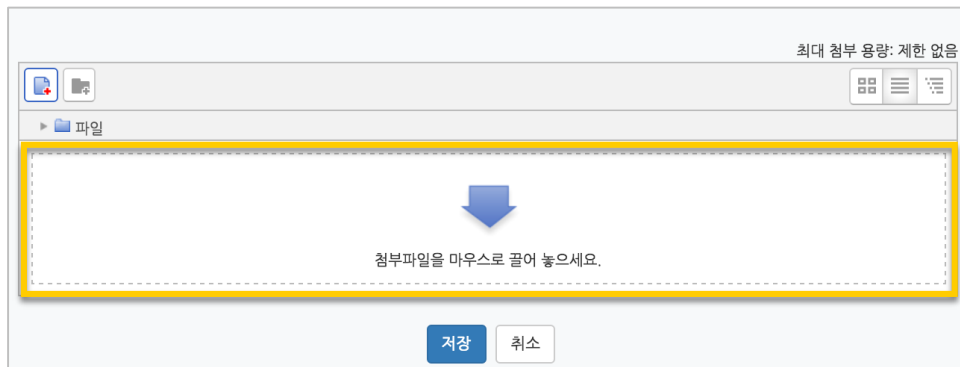 최대 첨부 용량: 제한 없음
파일
첨부파일을 마우스로 끌어 놓으세요.
저장 취소